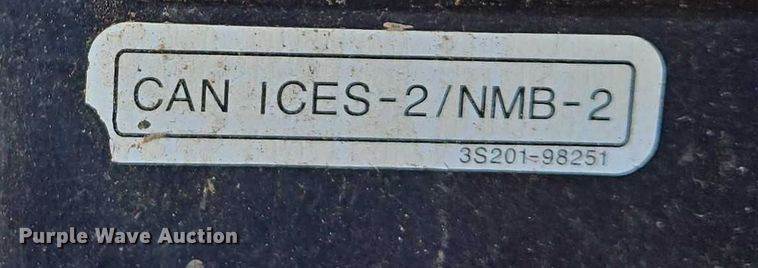 CAN ICES-2/NMB-2
3S201-98251
Purple Wave Auction